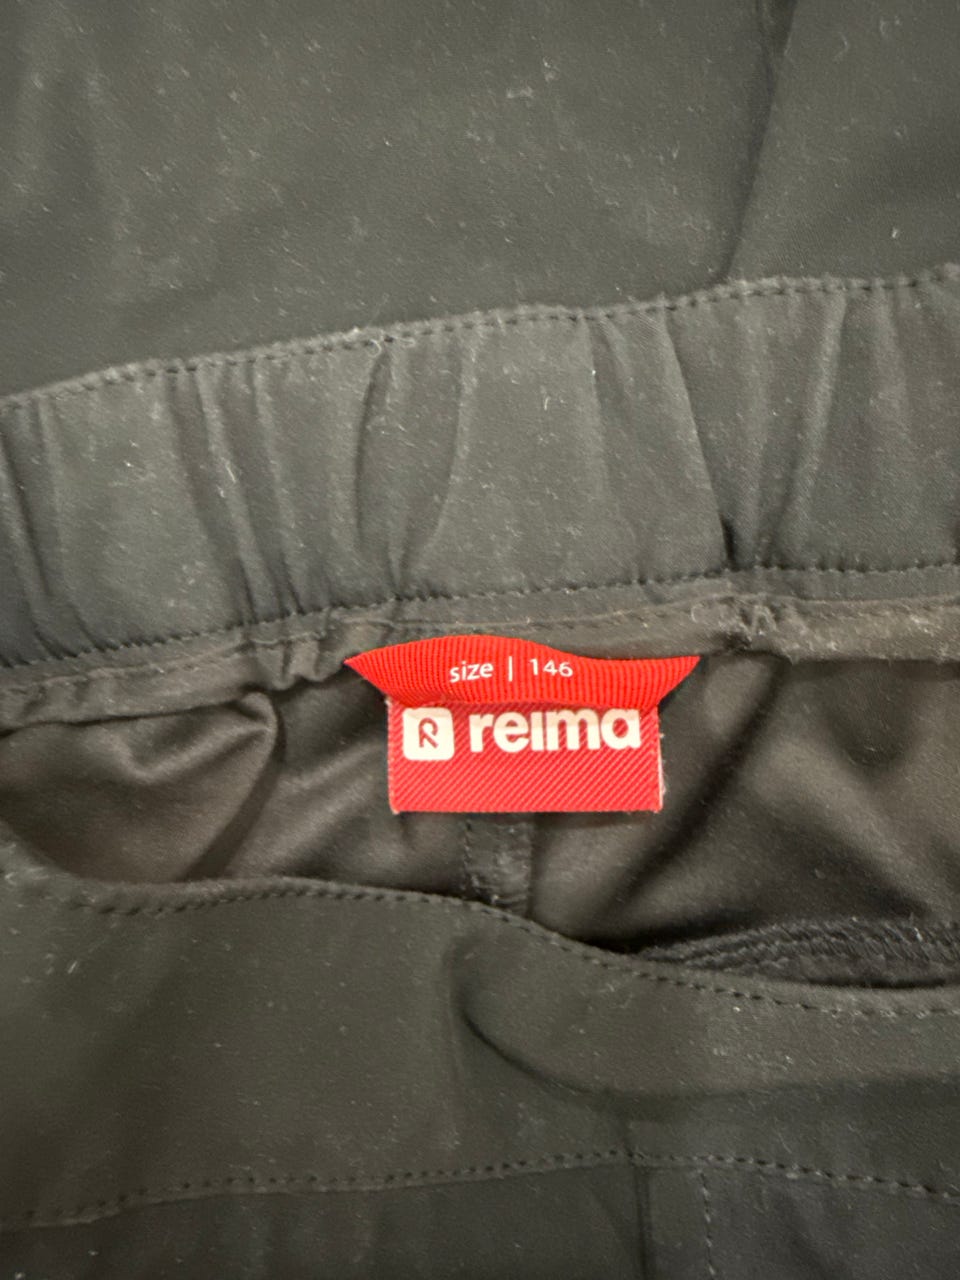 size | 146
R reima